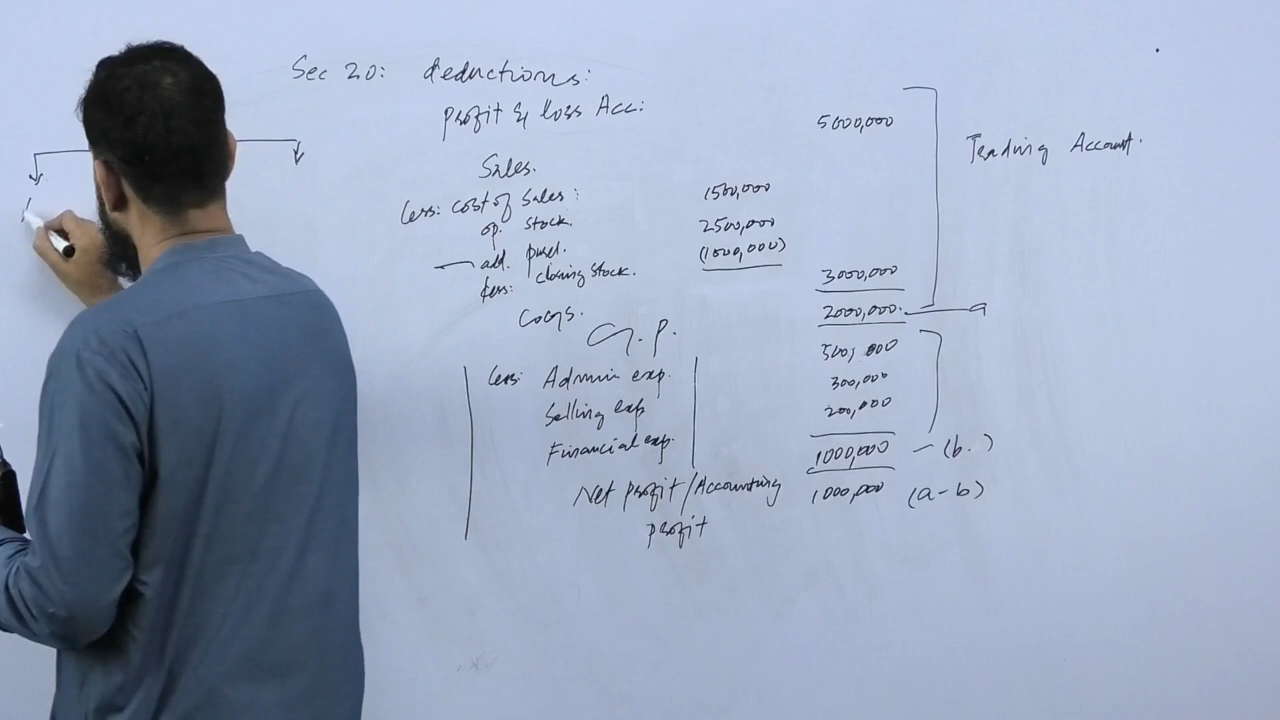 Sec 20: deductions:
Profit & loss Acc:
5000,000
Trading Account.
Sales.
Less: cost of Sales: 1500,000
op. stock. 2500,000
add. purch. (1000,000)
Less: closing stock. 3000,000
COGS. 2000,000. a
G.P.
Less: Admin exp. 500,000
Selling exp 300,000
Financial exp. 200,000
1000,000 - (b.)
Net profit/Accounting 1000,000 (a-b)
profit